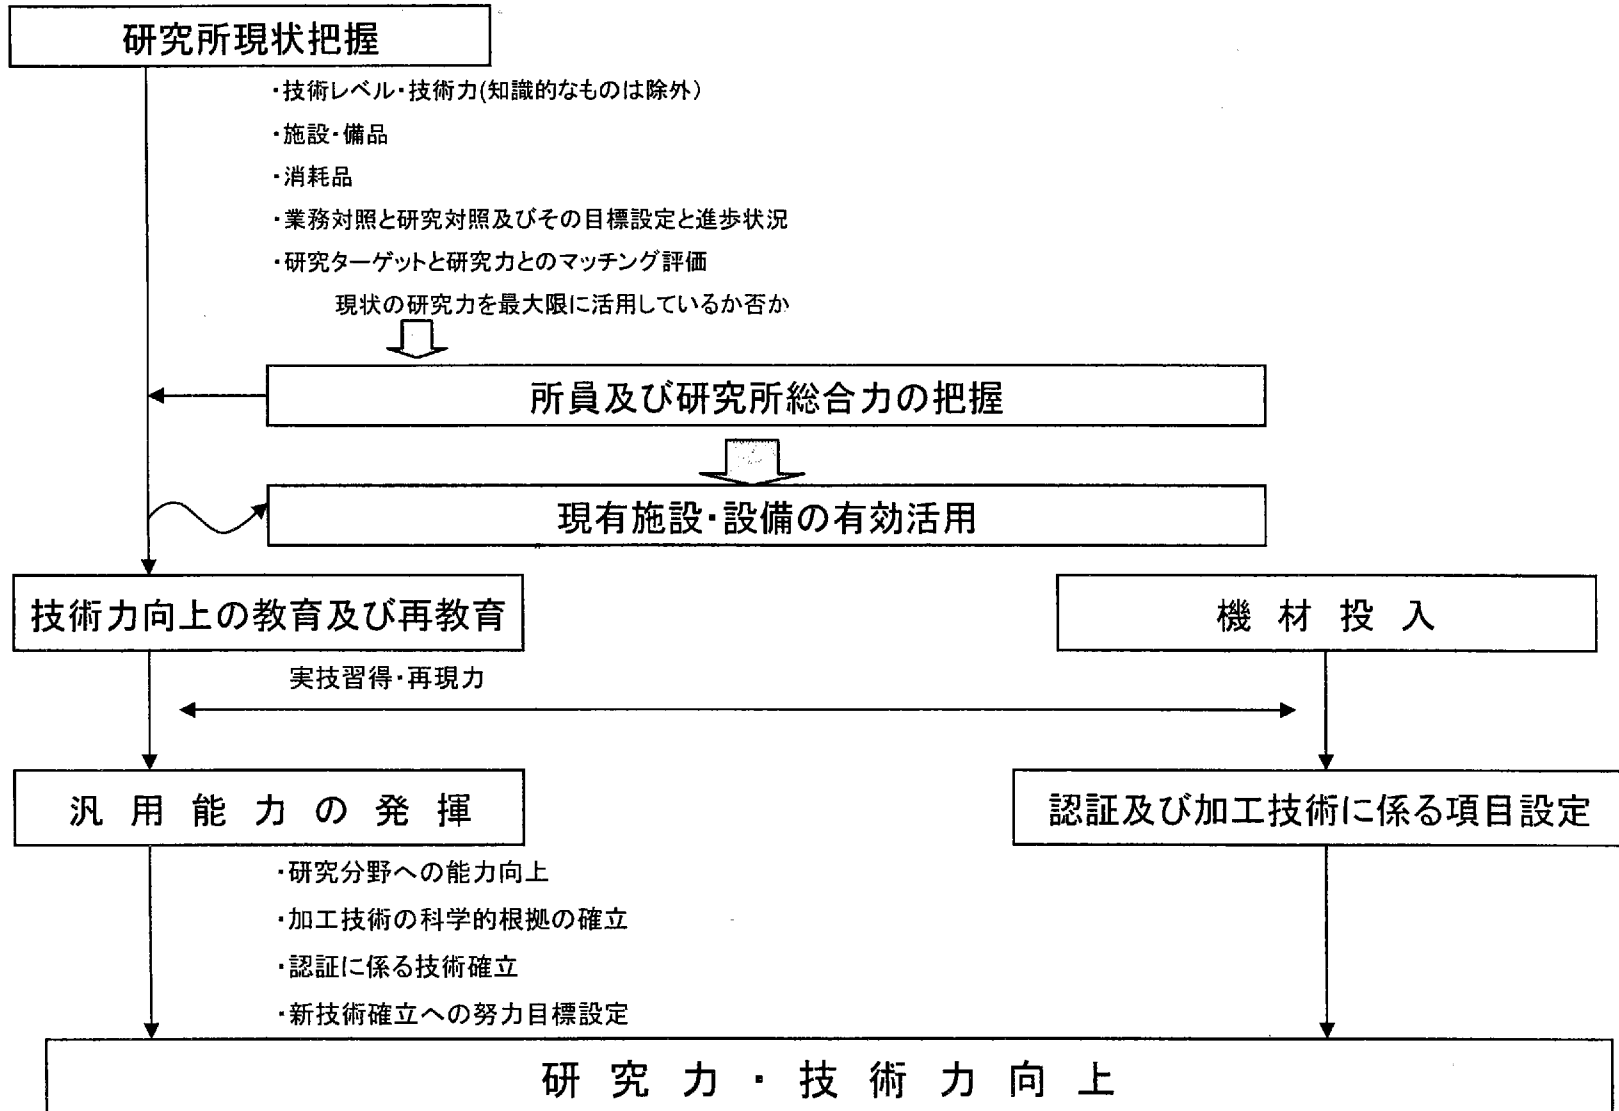 研究所現状把握
・技術レベル・技術力(知識的なものは除外)
・施設・備品
・消耗品
・業務対照と研究対照及びその目標設定と進歩状況
・研究ターゲットと研究力とのマッチング評価
現状の研究力を最大限に活用しているか否か
所員及び研究所総合力の把握
現有施設・設備の有効活用
技術力向上の教育及び再教育
機 材 投 入
実技習得・再現力
汎 用 能 力 の 発 揮
認証及び加工技術に係る項目設定
・研究分野への能力向上
・加工技術の科学的根拠の確立
・認証に係る技術確立
・新技術確立への努力目標設定
研 究 力 ・ 技 術 力 向 上